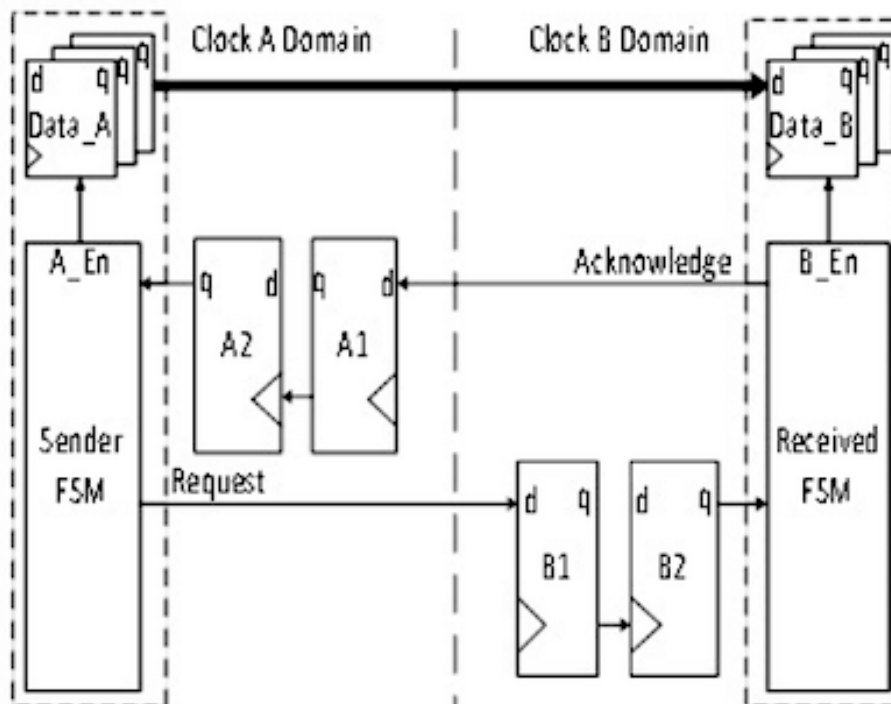 Clock A Domain
Clock B Domain
d q q q
Data_A
d q q q
Data_B
A_En
Acknowledge
B_En
q d
q d
A2
A1
Sender
FSM
Request
Received
FSM
d q
d q
B1
B2